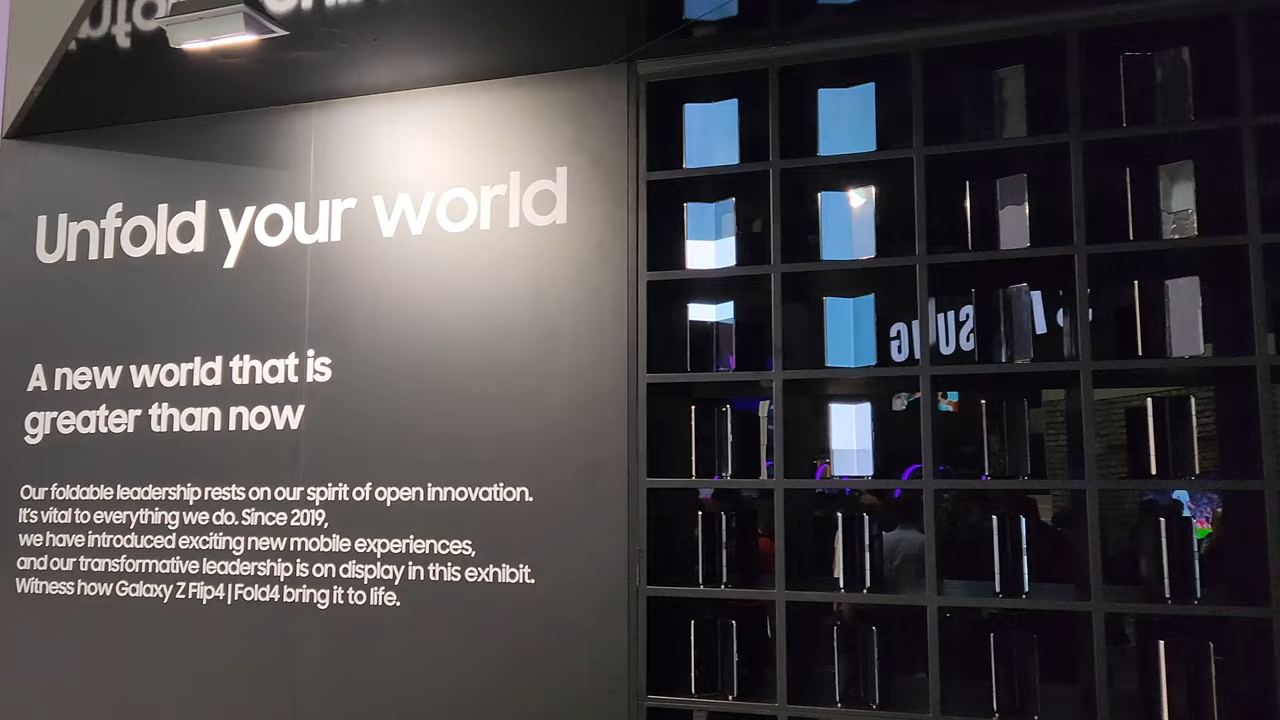 Unfold your world
A new world that is
greater than now
Our foldable leadership rests on our spirit of open innovation.
It's vital to everything we do. Since 2019,
we have introduced exciting new mobile experiences,
and our transformative leadership is on display in this exhibit.
Witness how Galaxy Z Flip4 | Fold4 bring it to life.